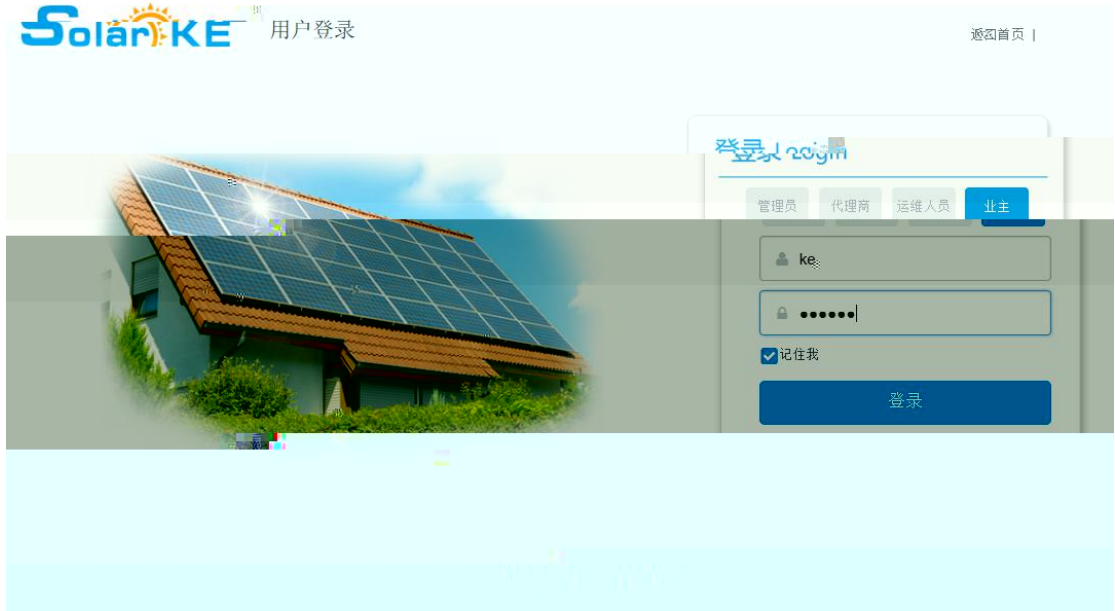 SolarKE 用户登录
返回首页 |
登录 Login
管理员 代理商 运维人员 业主
ke
●●●●●●
记住我
登录